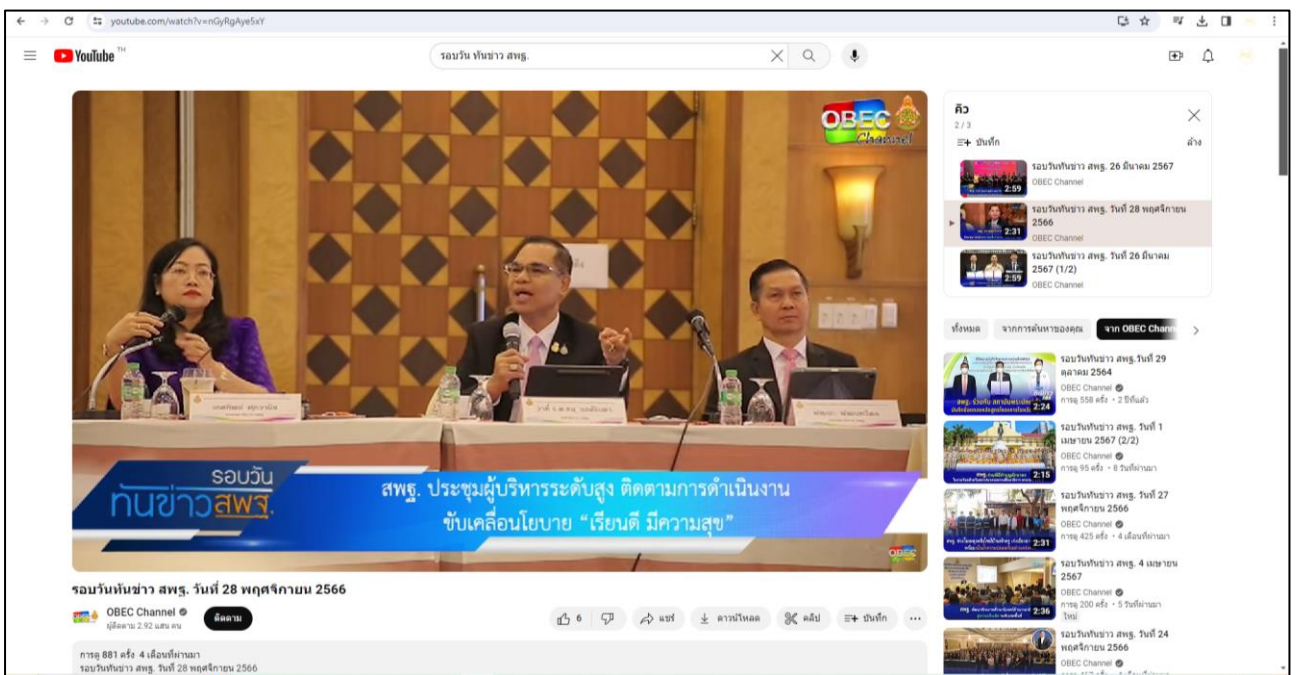 youtube.com/watch?v=nGyRgAye5xY
YouTube TH
รอบวัน ทันข่าว สพฐ.
OBEC
Channel
รอบวัน
ทันข่าวสพฐ.
สพฐ. ประชุมผู้บริหารระดับสูง ติดตามการดำเนินงาน
ขับเคลื่อนนโยบาย “เรียนดี มีความสุข”
OBEC
รอบวันทันข่าว สพฐ. วันที่ 28 พฤศจิกายน 2566
OBEC Channel
ผู้ติดตาม 2.92 แสน คน
ติดตาม
6
แชร์
ดาวน์โหลด
คลิป
บันทึก
การดู 881 ครั้ง 4 เดือนที่ผ่านมา
รอบวันทันข่าว สพฐ. วันที่ 28 พฤศจิกายน 2566
คิว
2 / 3
บันทึก
ล้าง
รอบวันทันข่าว สพฐ. 26 มีนาคม 2567
OBEC Channel
2:59
รอบวันทันข่าว สพฐ. วันที่ 28 พฤศจิกายน
2566
OBEC Channel
2:31
รอบวันทันข่าว สพฐ. วันที่ 26 มีนาคม
2567 (1/2)
OBEC Channel
2:59
ทั้งหมด
จากการค้นหาของคุณ
จาก OBEC Chann
รอบวันทันข่าว สพฐ.วันที่ 29
ตุลาคม 2564
OBEC Channel
การดู 558 ครั้ง • 2 ปีที่แล้ว
2:24
รอบวันทันข่าว สพฐ. วันที่ 1
เมษายน 2567 (2/2)
OBEC Channel
การดู 95 ครั้ง • 8 วันที่ผ่านมา
2:15
รอบวันทันข่าว สพฐ. วันที่ 27
พฤศจิกายน 2566
OBEC Channel
การดู 425 ครั้ง • 4 เดือนที่ผ่านมา
2:31
รอบวันทันข่าว สพฐ. 4 เมษายน
2567
OBEC Channel
การดู 200 ครั้ง • 5 วันที่ผ่านมา
ใหม่
2:36
รอบวันทันข่าว สพฐ. วันที่ 24
พฤศจิกายน 2566
OBEC Channel